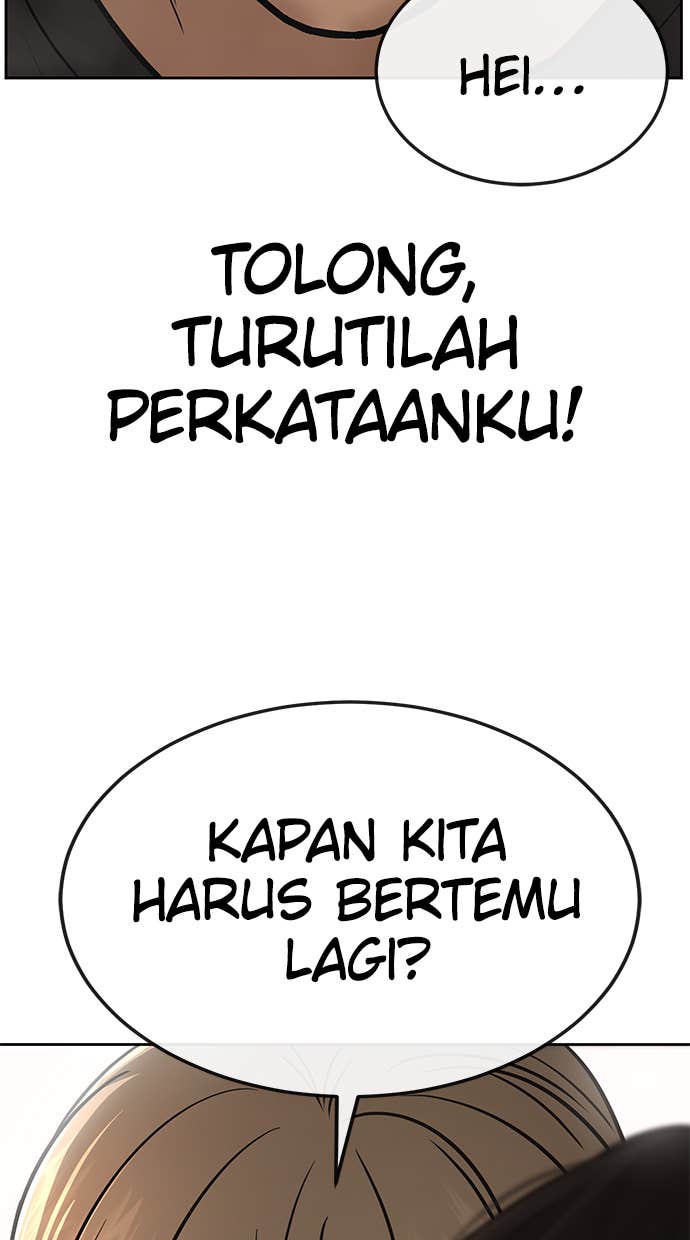 HEI...
TOLONG,
TURUTILAH
PERKATAANKU!
KAPAN KITA
HARUS BERTEMU
LAGI?